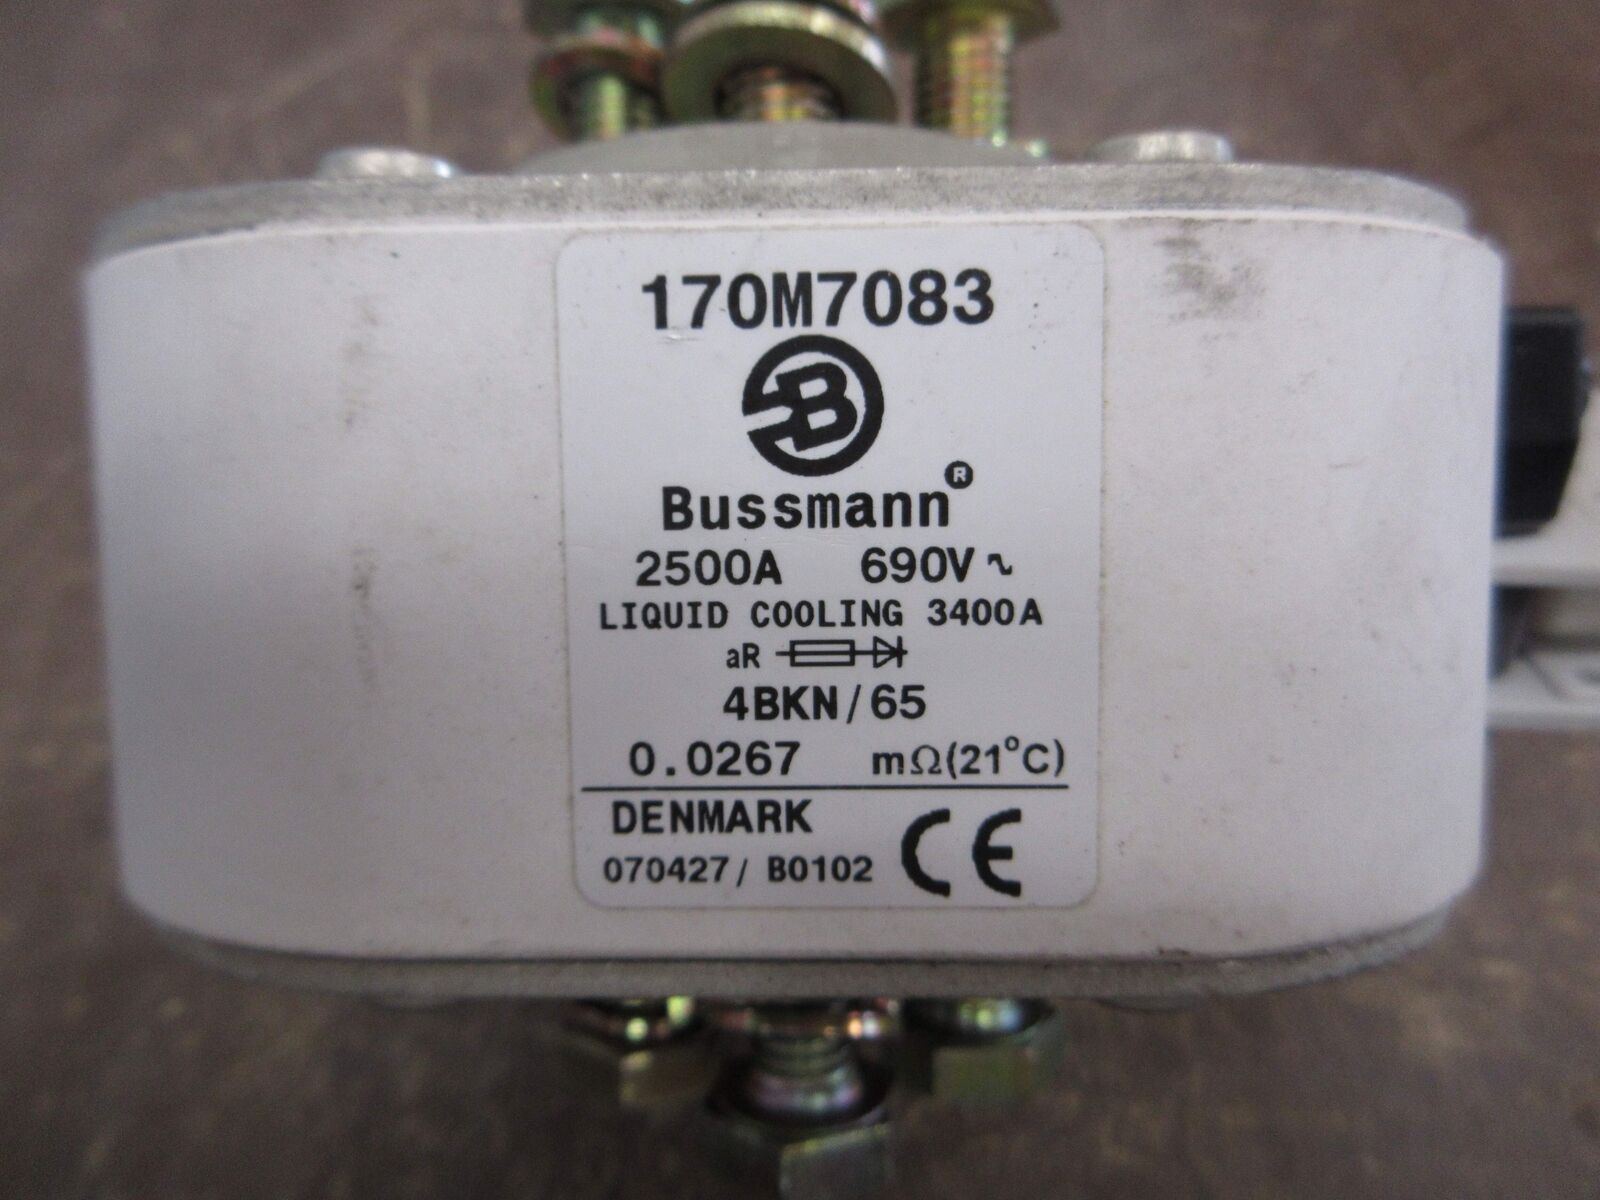 170M7083
B
Bussmann®
2500A 690V ~
LIQUID COOLING 3400A
aR
4BKN/65
0.0267 mΩ(21°C)
DENMARK
070427/ B0102 CE